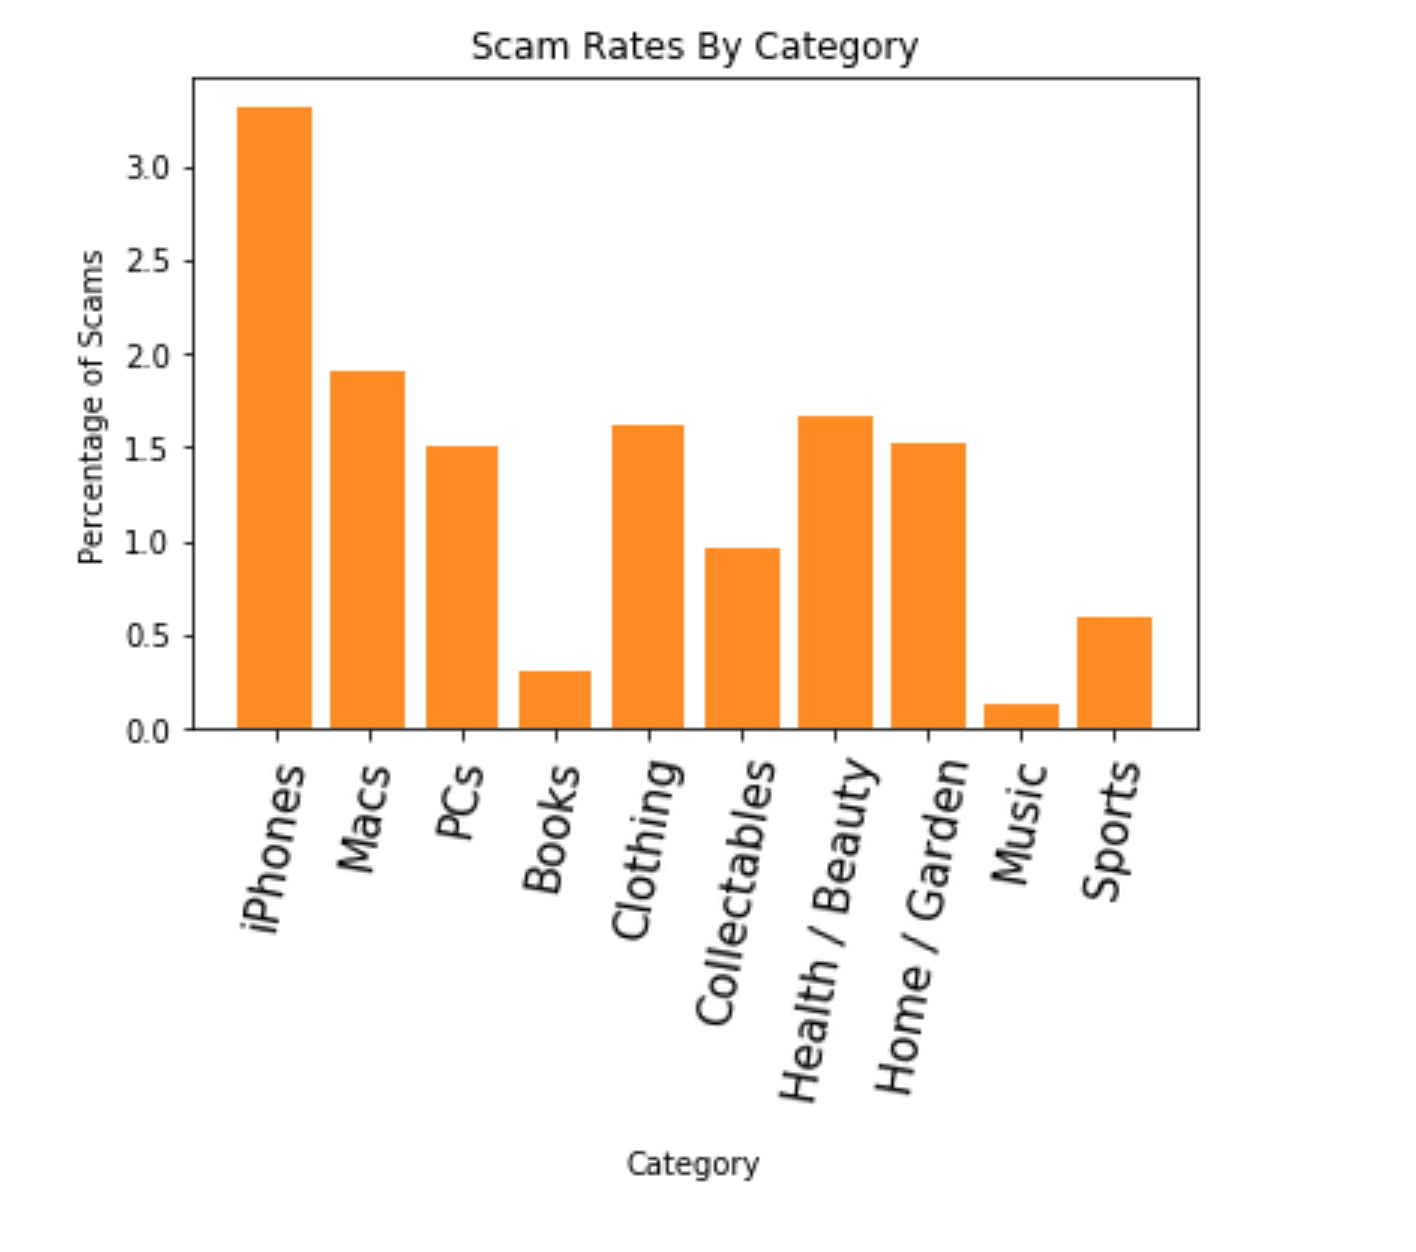 Scam Rates By Category
Percentage of Scams
3.0
2.5
2.0
1.5
1.0
0.5
0.0
iPhones
Macs
PCs
Books
Clothing
Collectables
Health / Beauty
Home / Garden
Music
Sports
Category